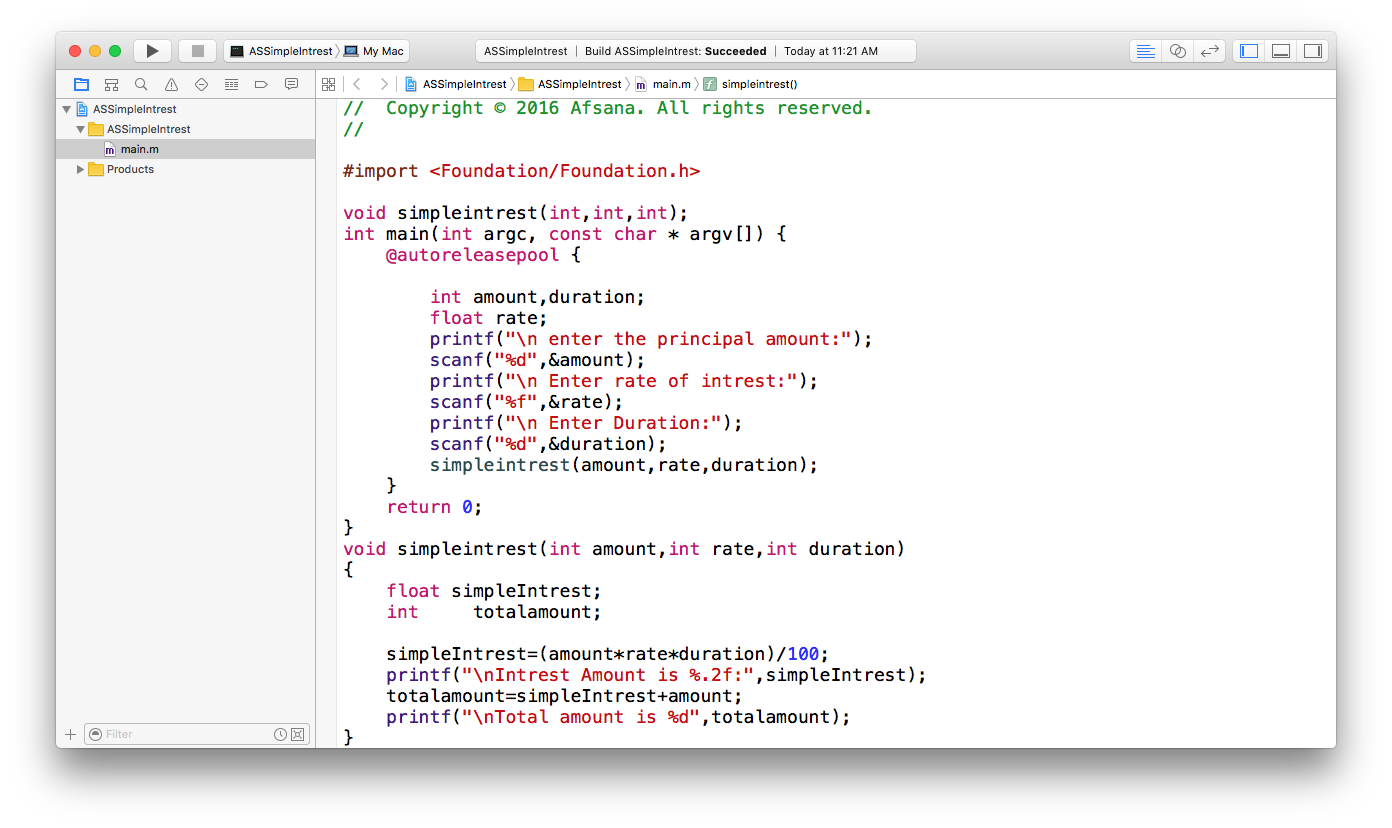 ASSimpleIntrest My Mac
ASSimpleIntrest | Build ASSimpleIntrest: Succeeded | Today at 11:21 AM
ASSimpleIntrest ASSimpleIntrest m main.m f simpleintrest()
ASSimpleIntrest
ASSimpleIntrest
m main.m
Products
Filter
//  Copyright © 2016 Afsana. All rights reserved.
//
#import <Foundation/Foundation.h>
void simpleintrest(int,int,int);
int main(int argc, const char * argv[]) {
    @autoreleasepool {
        int amount,duration;
        float rate;
        printf("\n enter the principal amount:");
        scanf("%d",&amount);
        printf("\n Enter rate of intrest:");
        scanf("%f",&rate);
        printf("\n Enter Duration:");
        scanf("%d",&duration);
        simpleintrest(amount,rate,duration);
    }
    return 0;
}
void simpleintrest(int amount,int rate,int duration)
{
    float simpleIntrest;
    int     totalamount;
    simpleIntrest=(amount*rate*duration)/100;
    printf("\nIntrest Amount is %.2f:",simpleIntrest);
    totalamount=simpleIntrest+amount;
    printf("\nTotal amount is %d",totalamount);
}